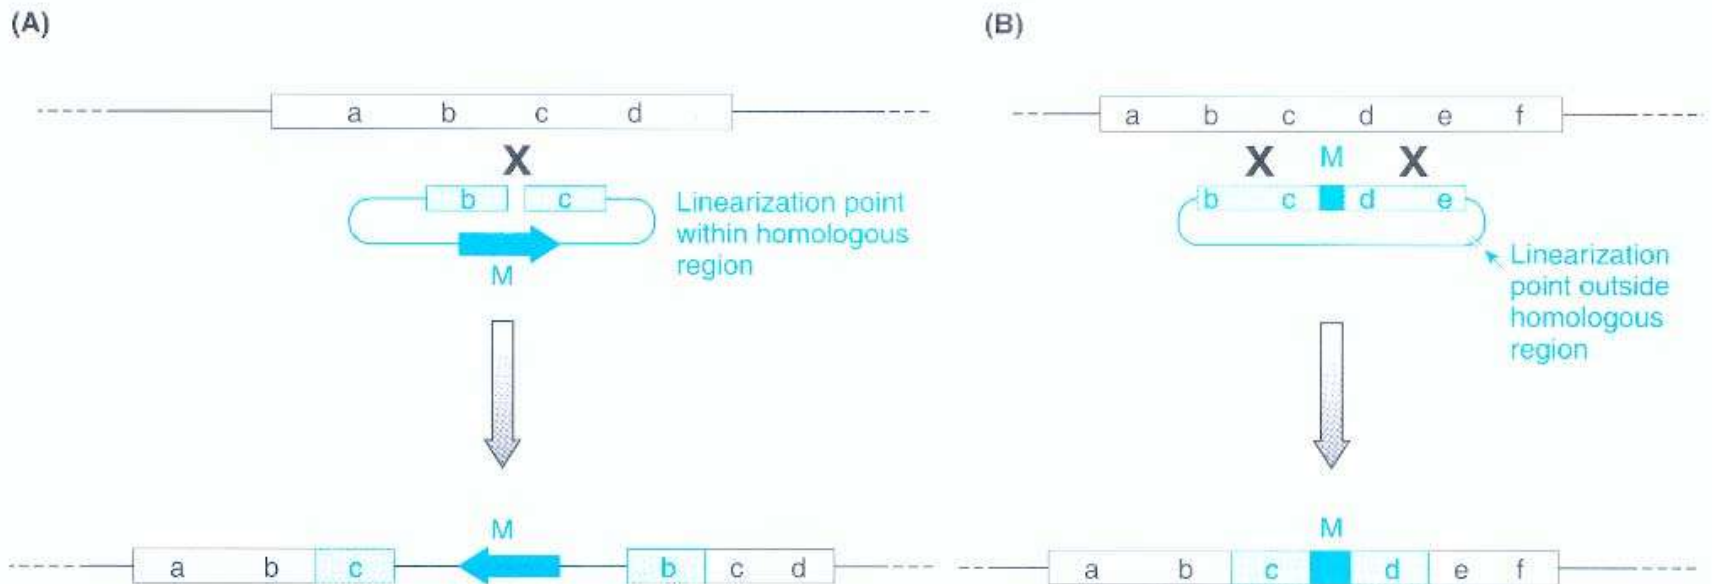 (A)
a b c d
X
b c
M
Linearization point
within homologous
region
M
a b c b c d
(B)
a b c d e f
X M X
b c d e
Linearization
point outside
homologous
region
M
a b c d e f